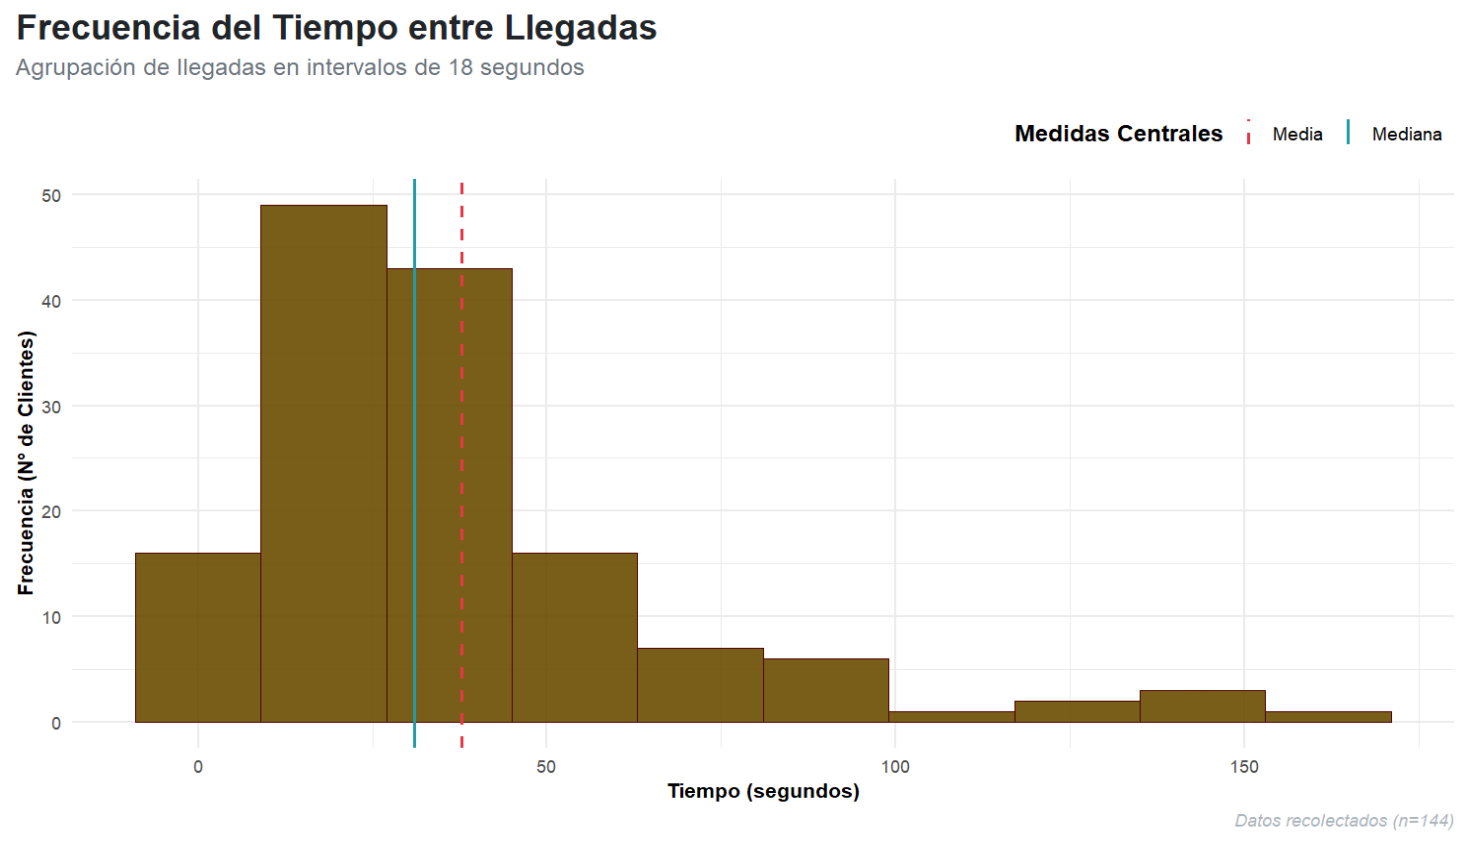 Frecuencia del Tiempo entre Llegadas
Agrupación de llegadas en intervalos de 18 segundos
Medidas Centrales Media Mediana
50
40
30
20
10
0
Frecuencia (N° de Clientes)
0 50 100 150
Tiempo (segundos)
Datos recolectados (n=144)